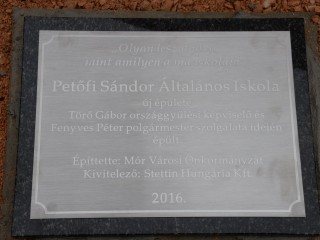 „Olyan
mint amilyen a
Petőfi Sándor Általános Iskola
új épülete
Törő Gábor országgyűlési képviselő és
Fenyves Péter polgármester szolgálata idején
épült.
Építtette: Mór Városi Önkormányzat
Kivitelező: Stettin Hungária Kft.
2016.